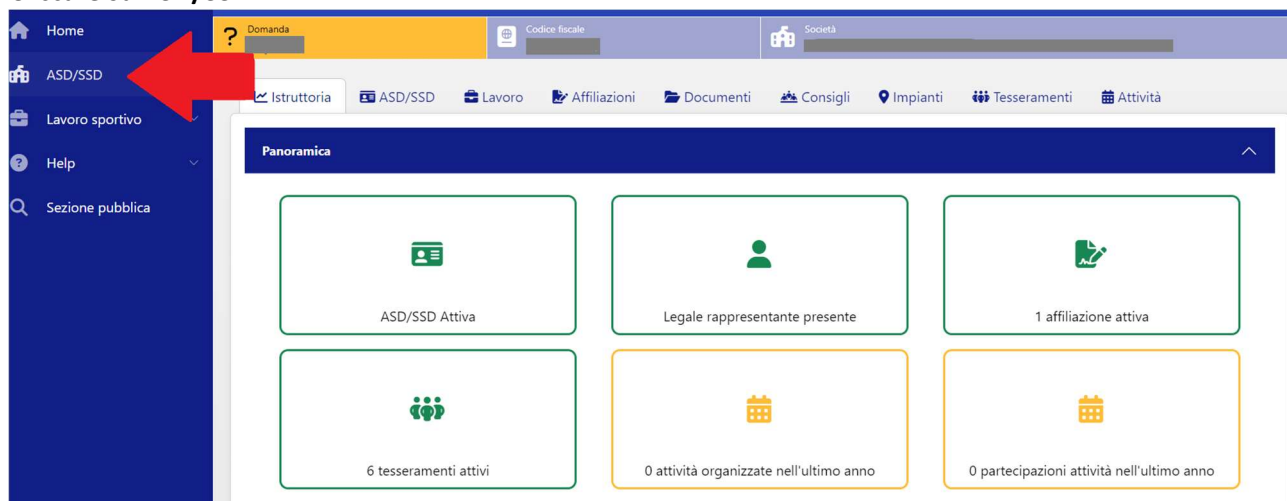 Home
ASD/SSD
Lavoro sportivo
Help
Sezione pubblica
? Domanda
Codice fiscale
Società
Istruttoria ASD/SSD Lavoro Affiliazioni Documenti Consigli Impianti Tesseramenti Attività
Panoramica
ASD/SSD Attiva
Legale rappresentante presente
1 affiliazione attiva
6 tesseramenti attivi
0 attività organizzate nell'ultimo anno
0 partecipazioni attività nell'ultimo anno